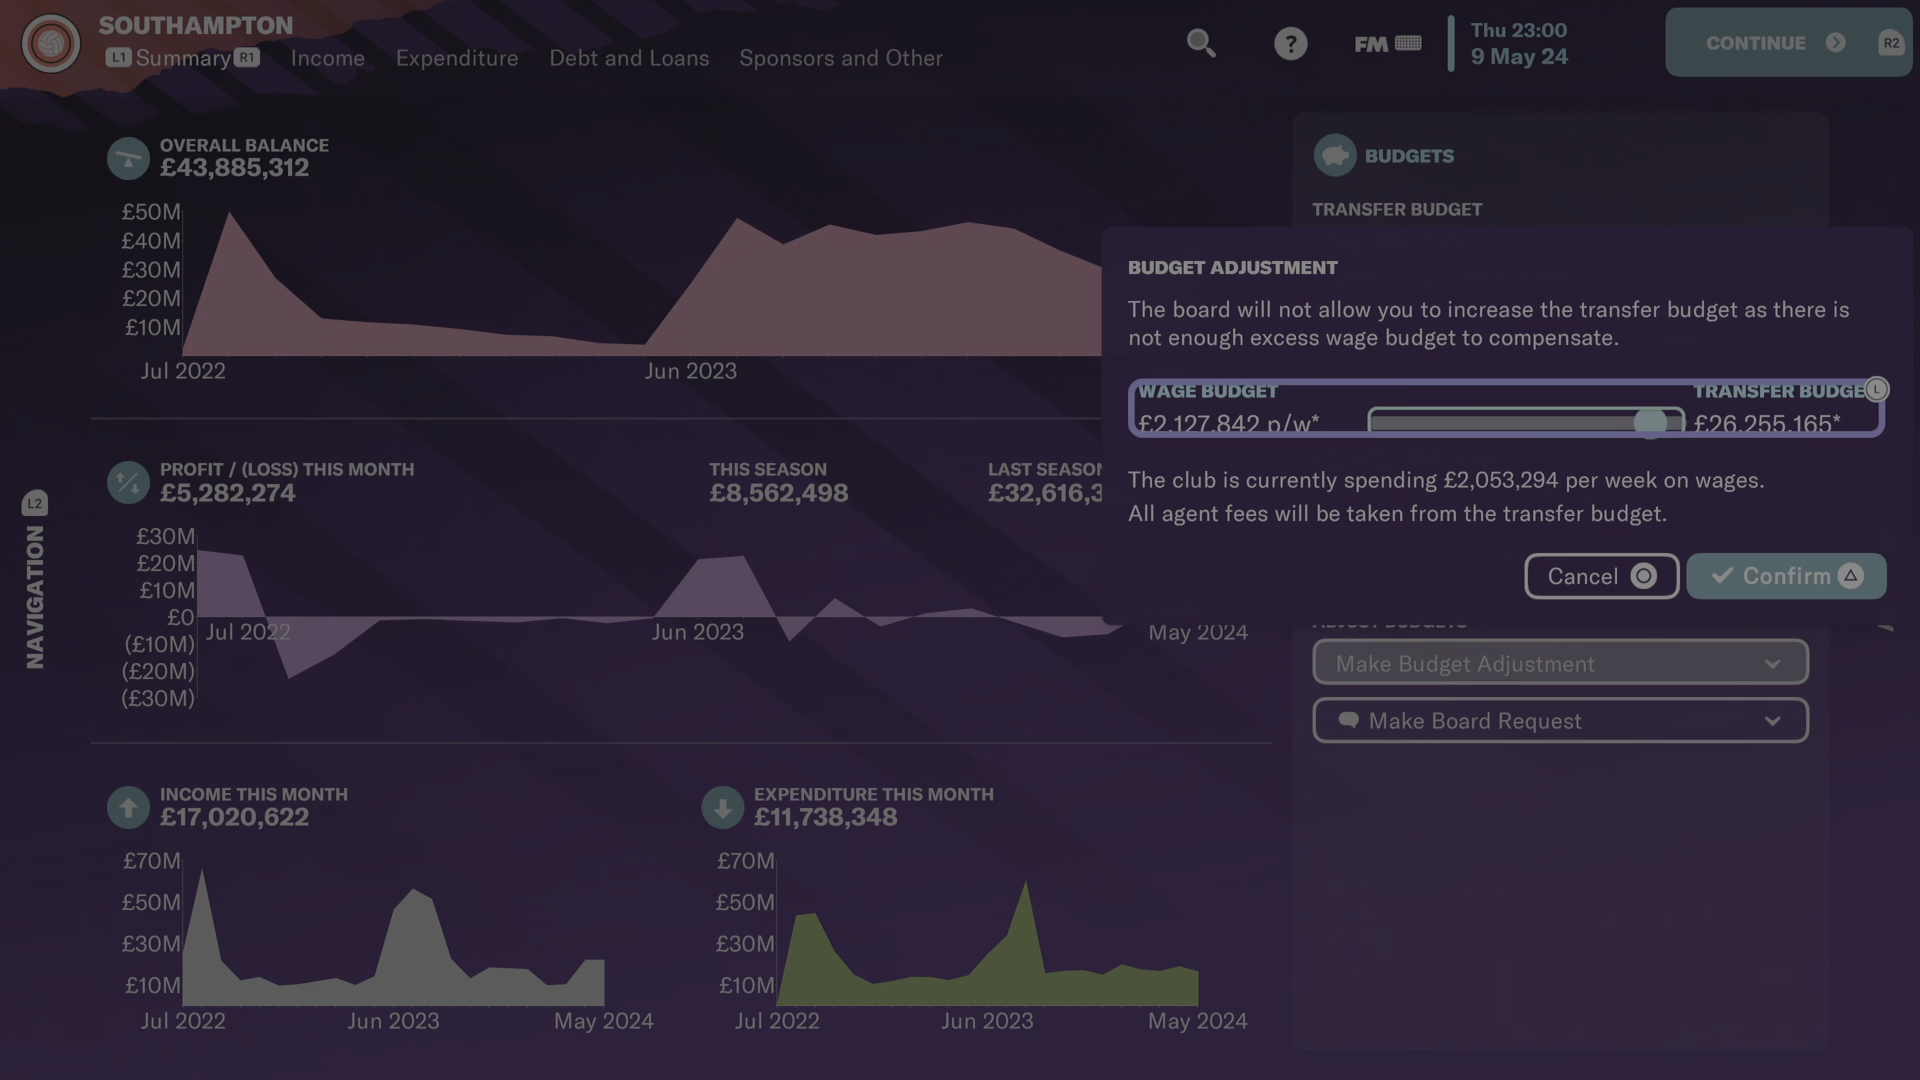 SOUTHAMPTON
L1 Summary R1 Income Expenditure Debt and Loans Sponsors and Other
? FM Thu 23:00
9 May 24
CONTINUE R2
OVERALL BALANCE
£43,885,312
£50M
£40M
£30M
£20M
£10M
Jul 2022 Jun 2023
BUDGETS
TRANSFER BUDGET
BUDGET ADJUSTMENT
The board will not allow you to increase the transfer budget as there is
not enough excess wage budget to compensate.
WAGE BUDGET TRANSFER BUDGE L
£2,127,842 p/w* £26,255,165*
The club is currently spending £2,053,294 per week on wages.
All agent fees will be taken from the transfer budget.
Cancel Confirm
L2
NAVIGATION
PROFIT / (LOSS) THIS MONTH THIS SEASON LAST SEASON
£5,282,274 £8,562,498 £32,616,3
£30M
£20M
£10M
£0
(£10M)
(£20M)
(£30M)
Jul 2022 Jun 2023 May 2024
ADJUST BUDGETS
Make Budget Adjustment
Make Board Request
INCOME THIS MONTH
£17,020,622
£70M
£50M
£30M
£10M
Jul 2022 Jun 2023 May 2024
EXPENDITURE THIS MONTH
£11,738,348
£70M
£50M
£30M
£10M
Jul 2022 Jun 2023 May 2024